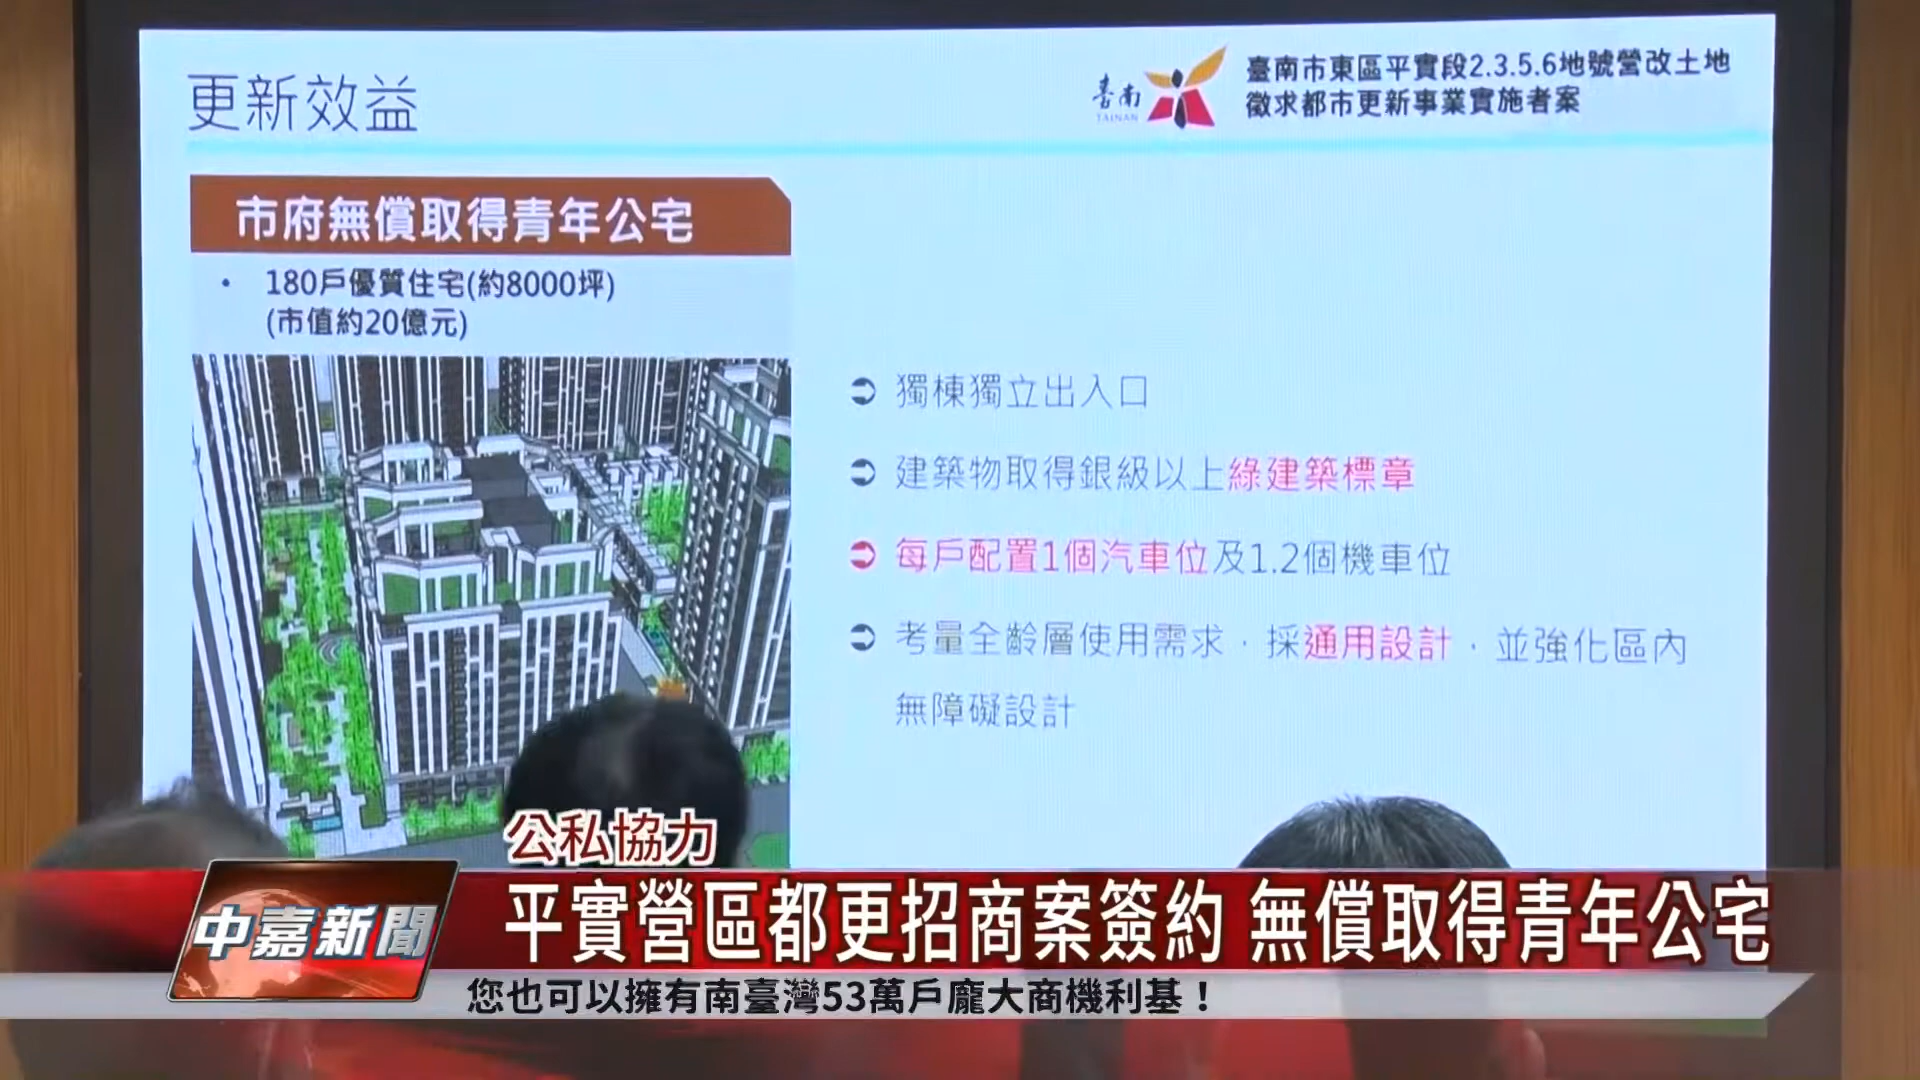 更新效益
臺南
TAINAN
臺南市東區平實段2.3.5.6地號營改土地
徵求都市更新事業實施者案
市府無償取得青年公宅
• 180戶優質住宅(約8000坪)
(市值約20億元)
➲ 獨棟獨立出入口
➲ 建築物取得銀級以上綠建築標章
➲ 每戶配置1個汽車位及1.2個機車位
➲ 考量全齡層使用需求，採通用設計，並強化區內
無障礙設計
公私協力
中嘉新聞
平實營區都更招商案簽約 無償取得青年公宅
您也可以擁有南臺灣53萬戶龐大商機利基！